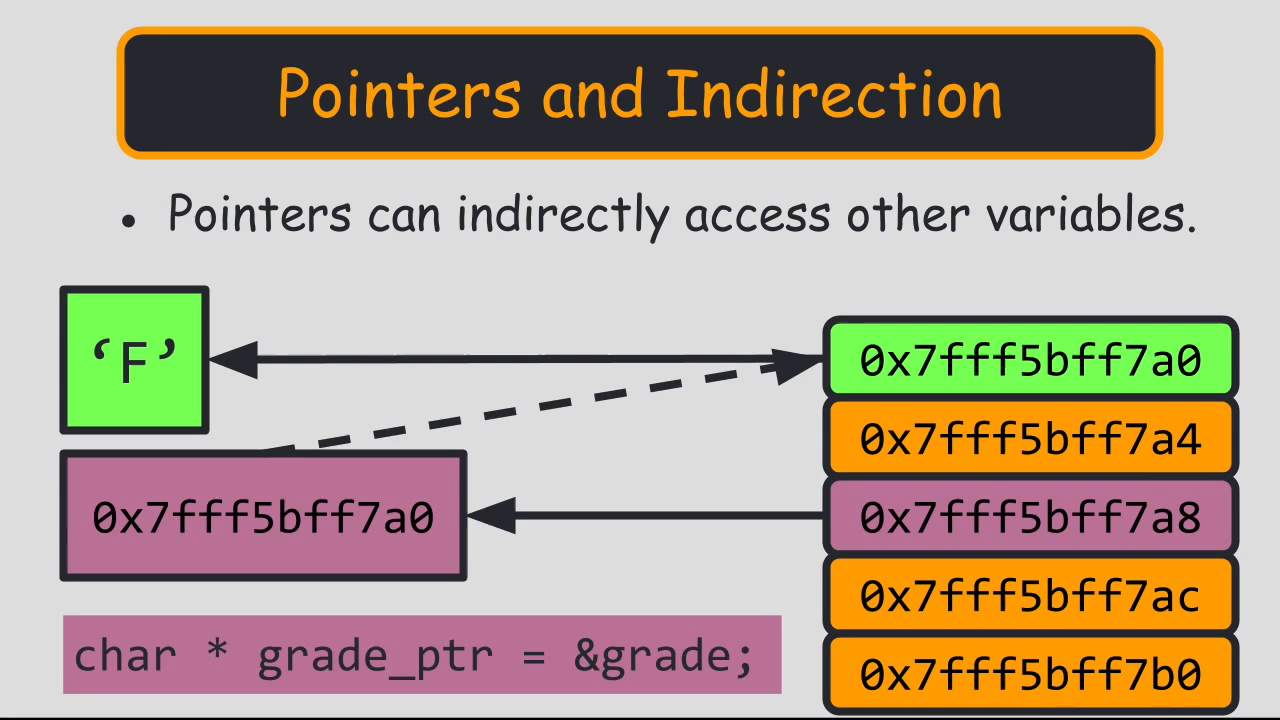 Pointers and Indirection
• Pointers can indirectly access other variables.
‘F’
0x7fff5bff7a0
0x7fff5bff7a4
0x7fff5bff7a0
0x7fff5bff7a8
0x7fff5bff7ac
char * grade_ptr = &grade;
0x7fff5bff7b0